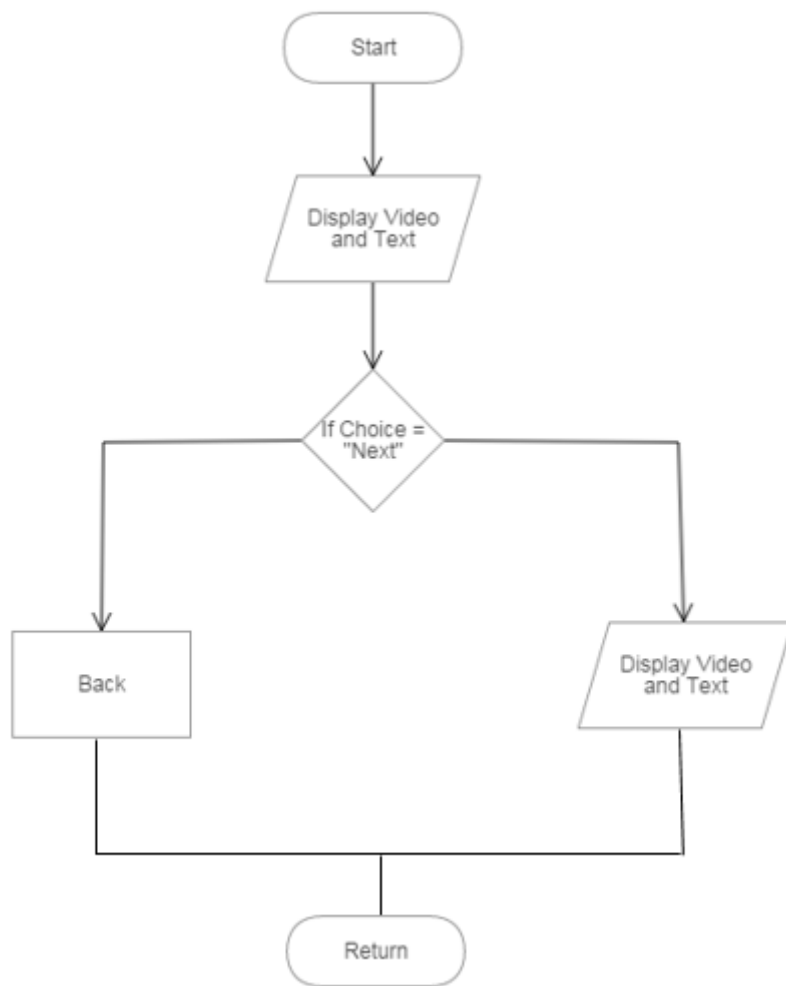 Start
Display Video
and Text
If Choice =
"Next"
Back
Display Video
and Text
Return